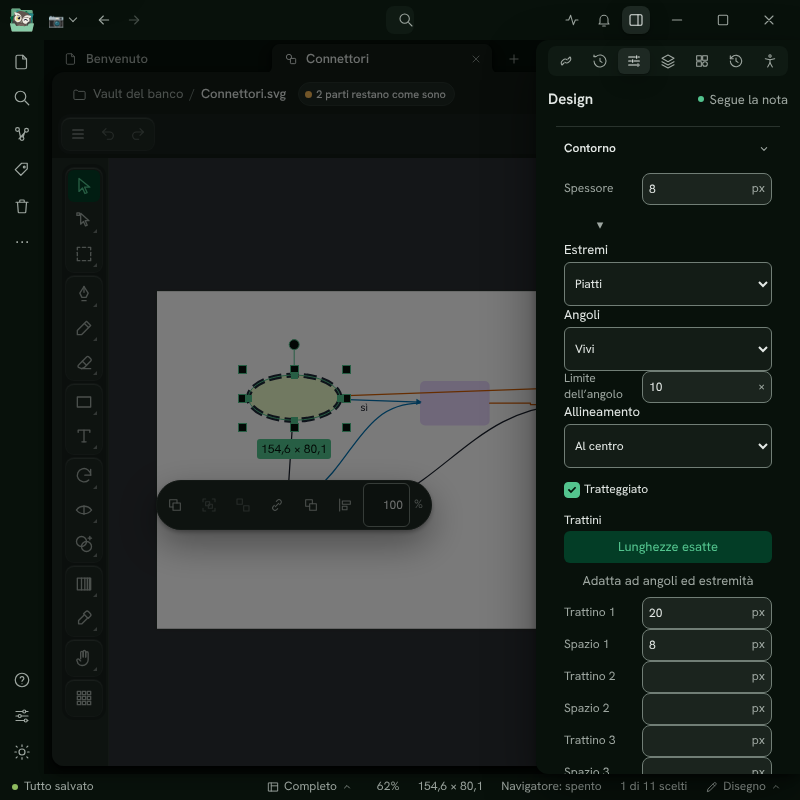 Benvenuto
Connettori
Vault del banco / Connettori.svg
2 parti restano come sono
Design
Segue la nota
Contorno
Spessore
8
px
Estremi
Piatti
Angoli
Vivi
Limite
dell'angolo
10
×
Allineamento
Al centro
Tratteggiato
Trattini
Lunghezze esatte
Adatta ad angoli ed estremità
Trattino 1
20
px
Spazio 1
8
px
Trattino 2
px
Spazio 2
px
Trattino 3
px
Spazio 3
px
sì
154,6 × 80,1
100
%
Tutto salvato
Completo
62%
154,6 × 80,1
Navigatore: spento
1 di 11 scelti
Disegno